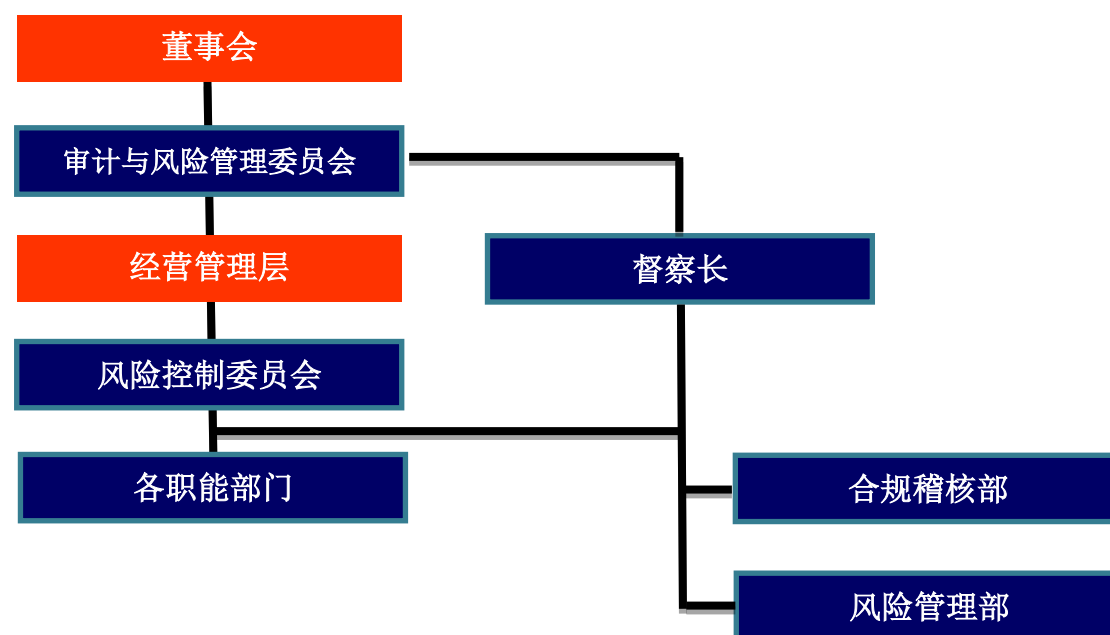 董事会
审计与风险管理委员会
经营管理层
督察长
风险控制委员会
各职能部门
合规稽核部
风险管理部